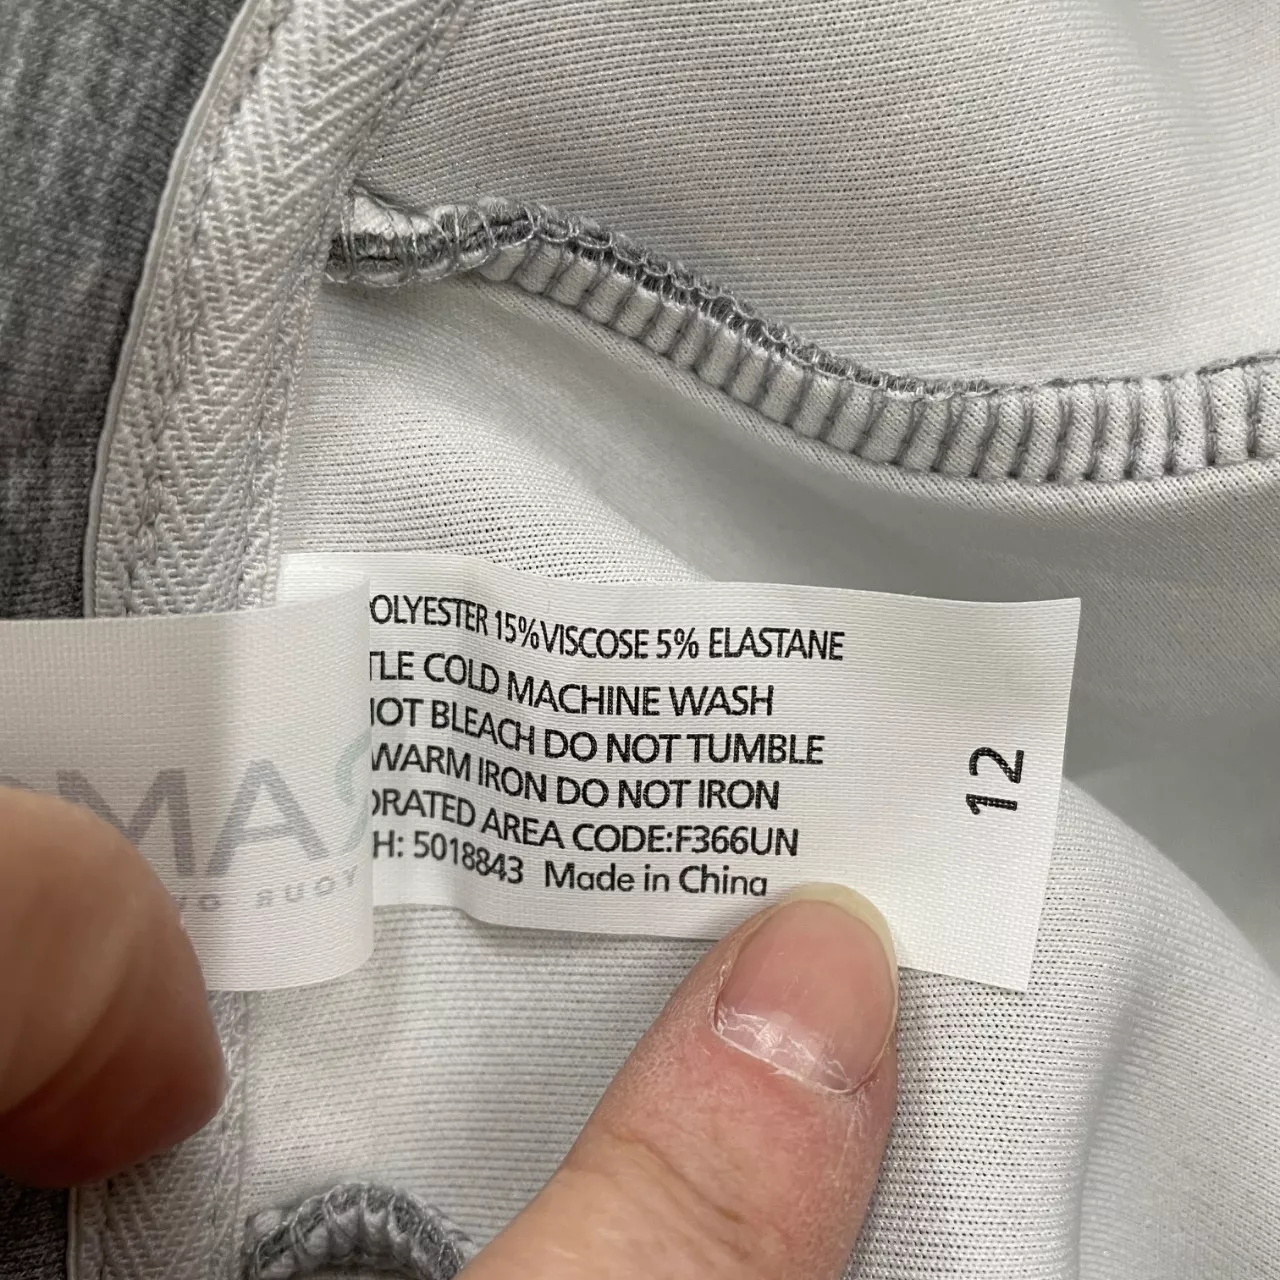 OLYESTER 15%VISCOSE 5% ELASTANE
TLE COLD MACHINE WASH
NOT BLEACH DO NOT TUMBLE
WARM IRON DO NOT IRON
ORATED AREA CODE:F366UN
H: 5018843 Made in China
12